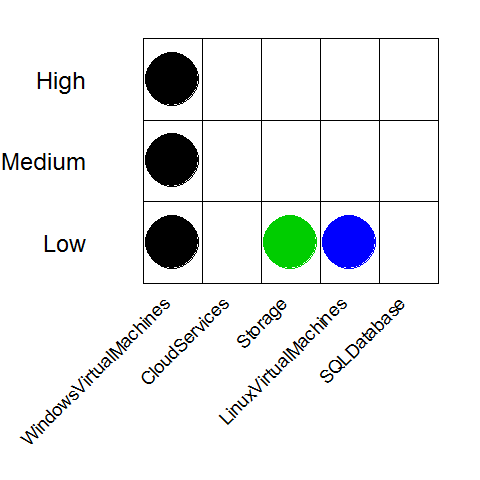 High
Medium
Low
WindowsVirtualMachines
CloudServices
Storage
LinuxVirtualMachines
SQLDatabase